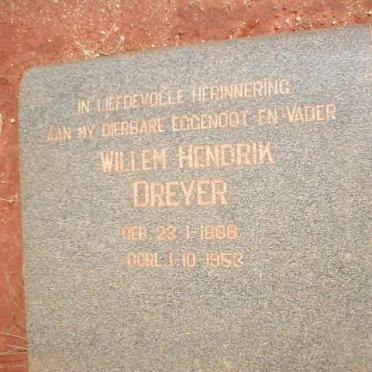 IN LIEFDEVOLLE HERINNERING
AAN MY DIERBARE EGGENOOT EN VADER
WILLEM HENDRIK
DREYER
GEB. 23-1-1888
OORL. 1-10-1953